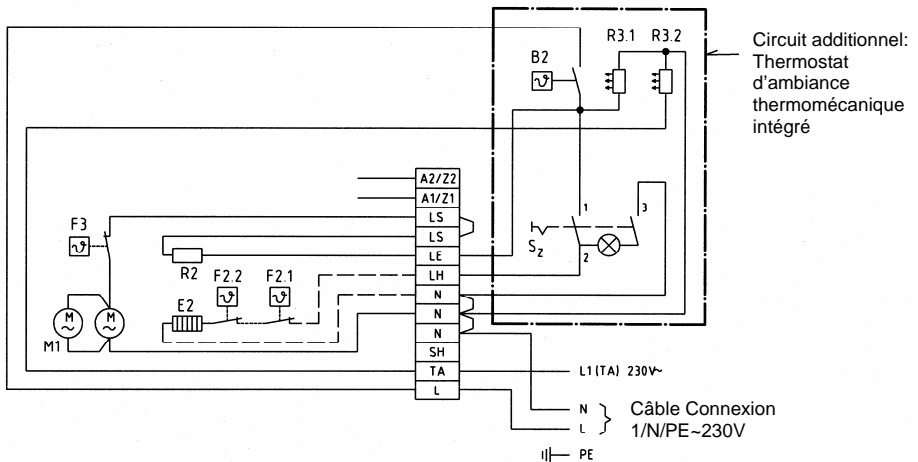 R3.1 R3.2
B2
ϑ
Circuit additionnel:
Thermostat
d'ambiance
thermomécanique
intégré
A2/Z2
A1/Z1
LS
LS
LE
LH
N
N
N
SH
TA
L
F3
ϑ
R2
F2.2 F2.1
ϑ ϑ
E2
M ~ M ~
M1
1 3
Sz
2
L1(TA) 230V~
N
L
Câble Connexion
1/N/PE~230V
PE